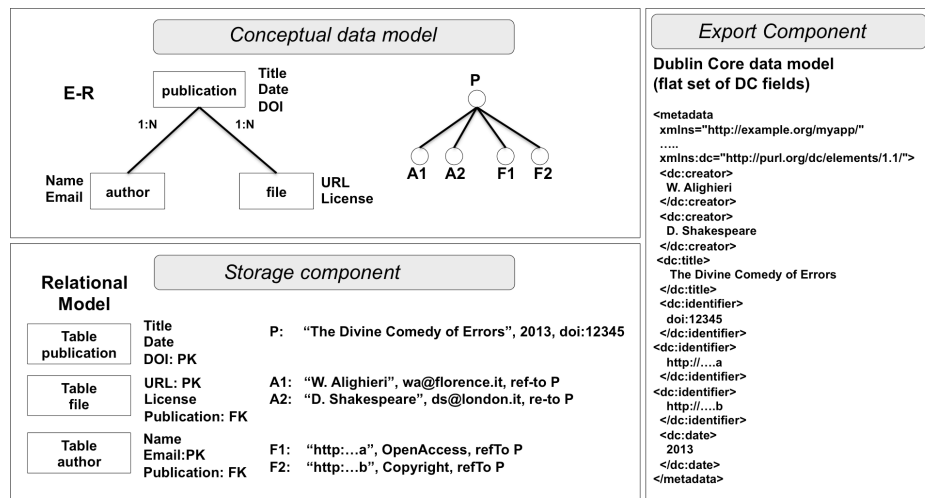 Conceptual data model
E-R
publication
Title
Date
DOI
1:N
1:N
Name
Email
author
file
URL
License
P
A1 A2 F1 F2
Storage component
Relational
Model
Table
publication
Title
Date
DOI: PK
P: “The Divine Comedy of Errors”, 2013, doi:12345
Table
file
URL: PK
License
Publication: FK
A1: “W. Alighieri”, wa@florence.it, ref-to P
A2: “D. Shakespeare”, ds@london.it, re-to P
Table
author
Name
Email:PK
Publication: FK
F1: “http:...a”, OpenAccess, refTo P
F2: “http:...b”, Copyright, refTo P
Export Component
Dublin Core data model
(flat set of DC fields)
<metadata
xmlns="http://example.org/myapp/"
…..
xmlns:dc="http://purl.org/dc/elements/1.1/">
<dc:creator>
W. Alighieri
</dc:creator>
<dc:creator>
D. Shakespeare
</dc:creator>
<dc:title>
The Divine Comedy of Errors
</dc:title>
<dc:identifier>
doi:12345
</dc:identifier>
<dc:identifier>
http://….a
</dc:identifier>
<dc:identifier>
http://….b
</dc:identifier>
<dc:date>
2013
</dc:date>
</metadata>